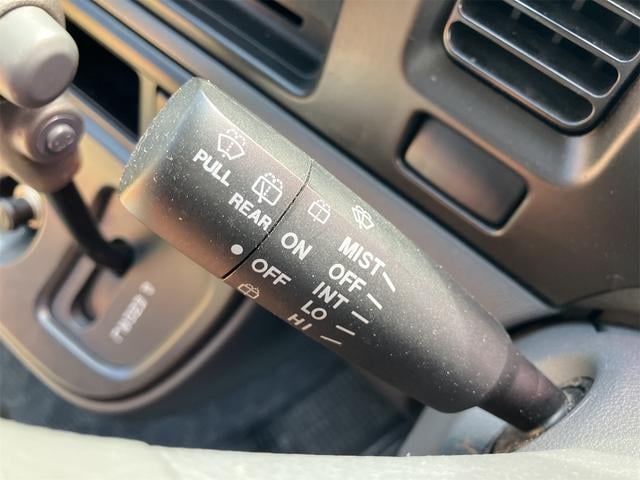 PULL
REAR
ON
OFF
MIST
OFF
INT
LO
HI